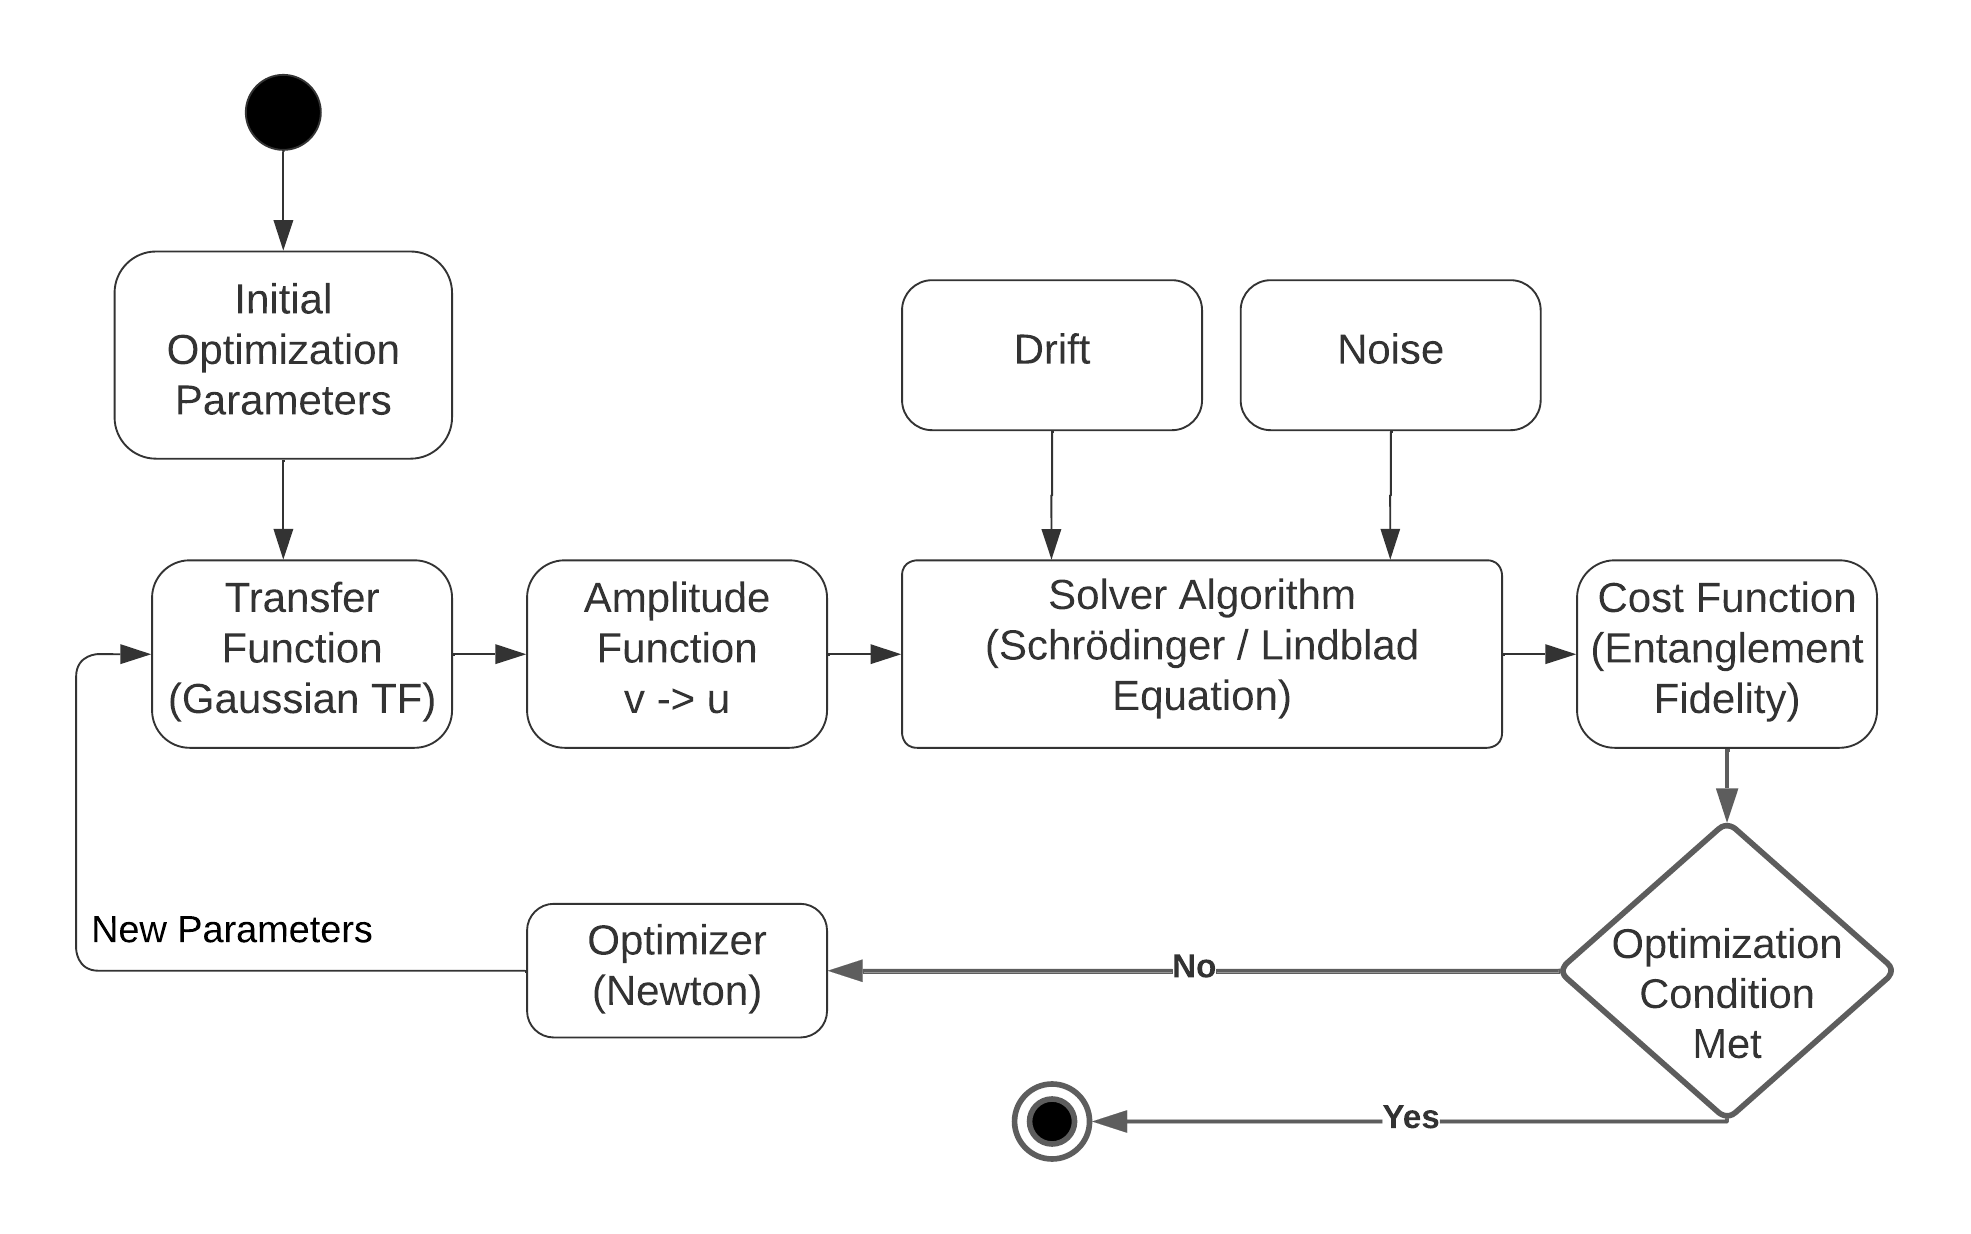 Initial
Optimization
Parameters
Drift
Noise
Transfer
Function
(Gaussian TF)
Amplitude
Function
v -> u
Solver Algorithm
(Schrödinger / Lindblad
Equation)
Cost Function
(Entanglement
Fidelity)
Optimization
Condition
Met
No
Optimizer
(Newton)
New Parameters
Yes